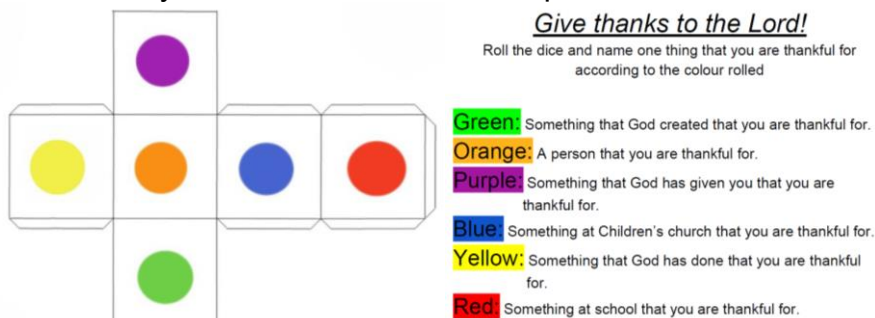 Give thanks to the Lord!
Roll the dice and name one thing that you are thankful for
according to the colour rolled
Green: Something that God created that you are thankful for.
Orange: A person that you are thankful for.
Purple: Something that God has given you that you are
thankful for.
Blue: Something at Children's church that you are thankful for.
Yellow: Something that God has done that you are thankful
for.
Red: Something at school that you are thankful for.